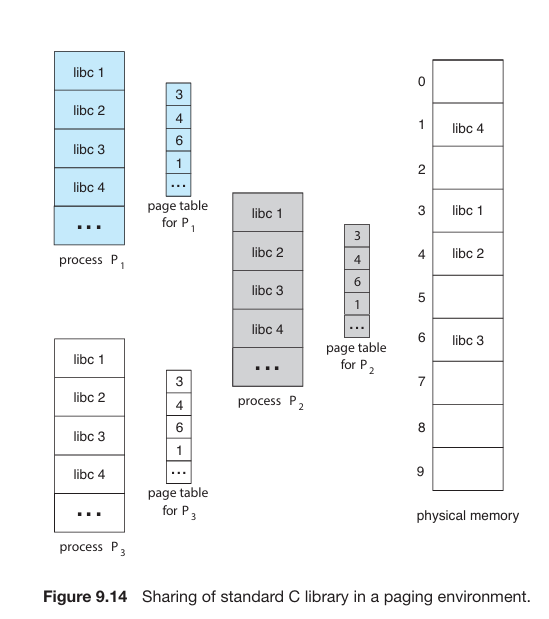 libc 1
libc 2
libc 3
libc 4
...
process P1
3
4
6
1
...
page table
for P1
libc 1
libc 2
libc 3
libc 4
...
process P2
3
4
6
1
...
page table
for P2
libc 1
libc 2
libc 3
libc 4
...
process P3
3
4
6
1
...
page table
for P3
0
1 libc 4
2
3 libc 1
4 libc 2
5
6 libc 3
7
8
9
physical memory
Figure 9.14 Sharing of standard C library in a paging environment.